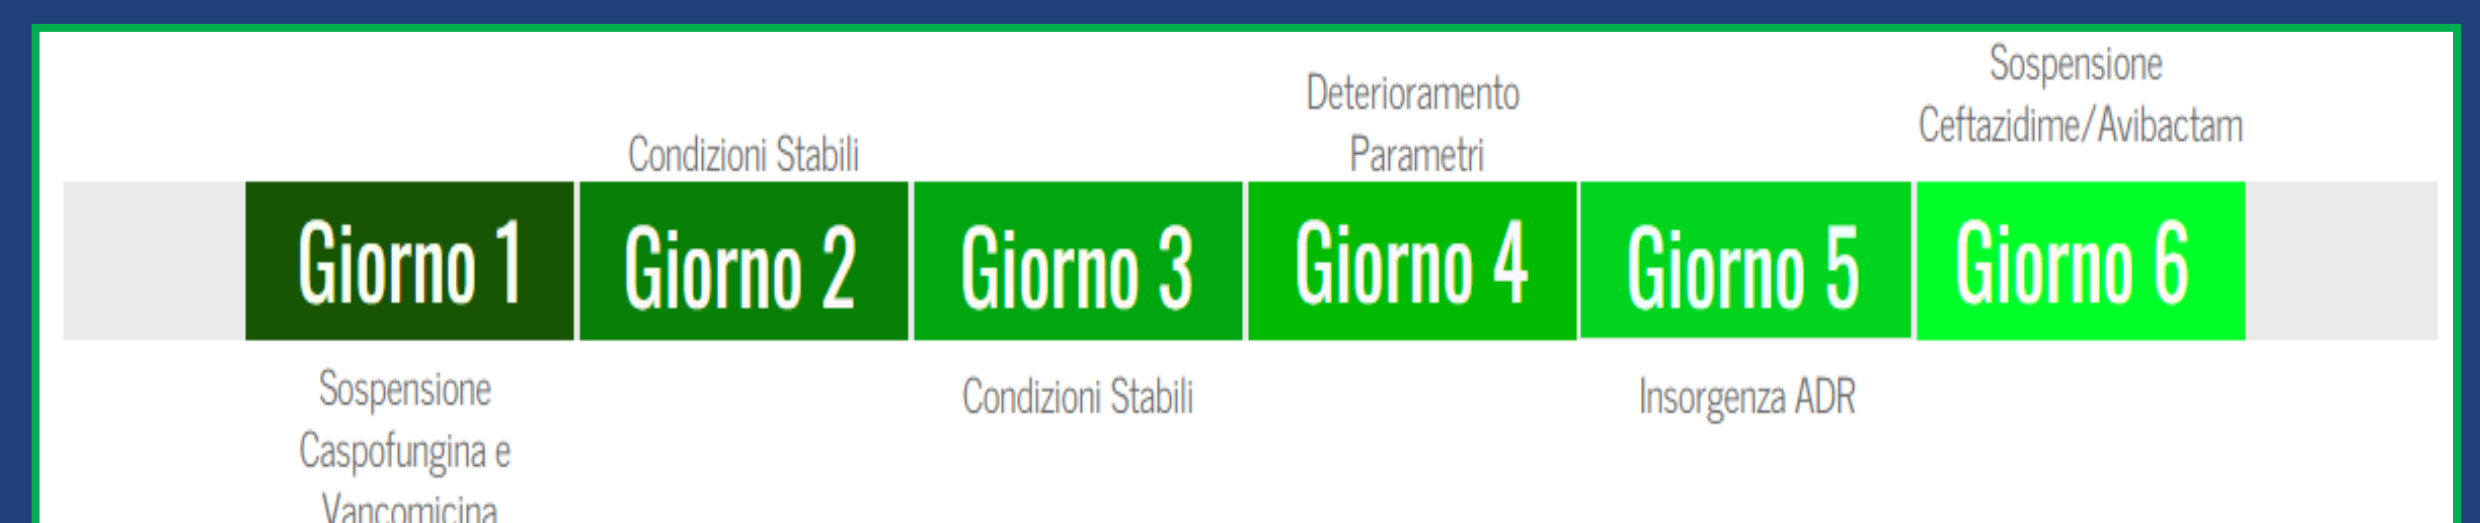 Sospensione
Ceftazidime/Avibactam
Deterioramento
Parametri
Condizioni Stabili
Giorno 1
Giorno 2
Giorno 3
Giorno 4
Giorno 5
Giorno 6
Sospensione
Caspofungina e
Vancomicina
Condizioni Stabili
Insorgenza ADR